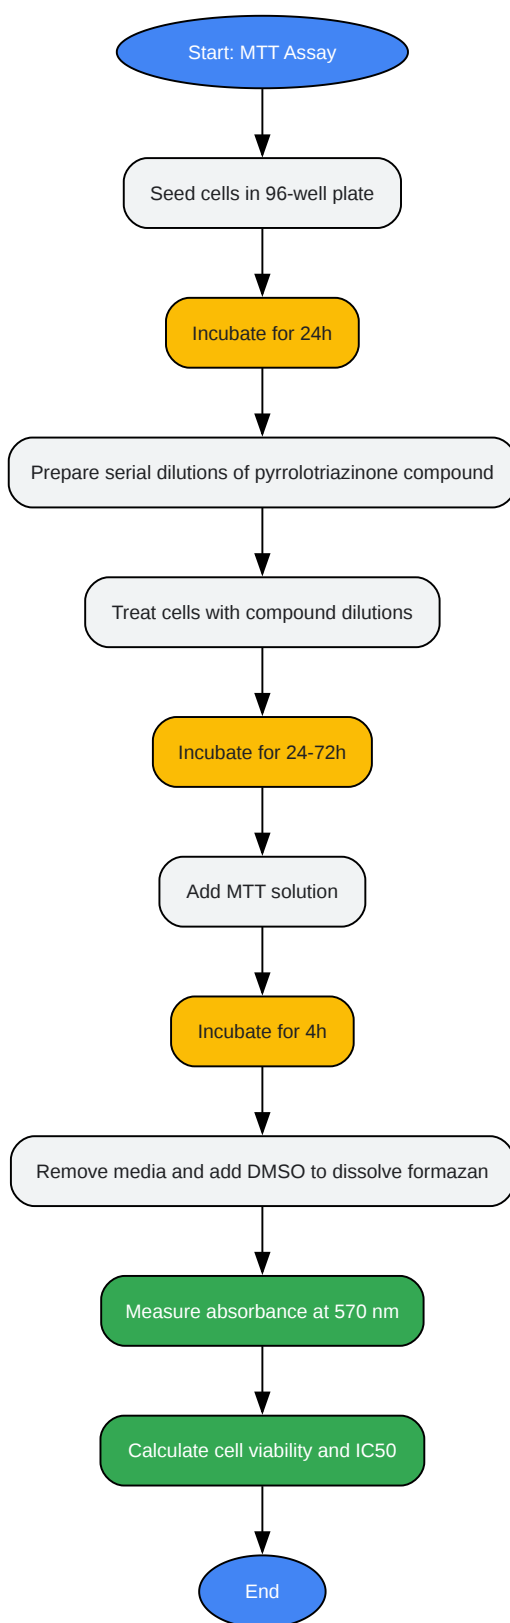 Start: MTT Assay
Seed cells in 96-well plate
Incubate for 24h
Prepare serial dilutions of pyrrolotriazinone compound
Treat cells with compound dilutions
Incubate for 24-72h
Add MTT solution
Incubate for 4h
Remove media and add DMSO to dissolve formazan
Measure absorbance at 570 nm
Calculate cell viability and IC50
End